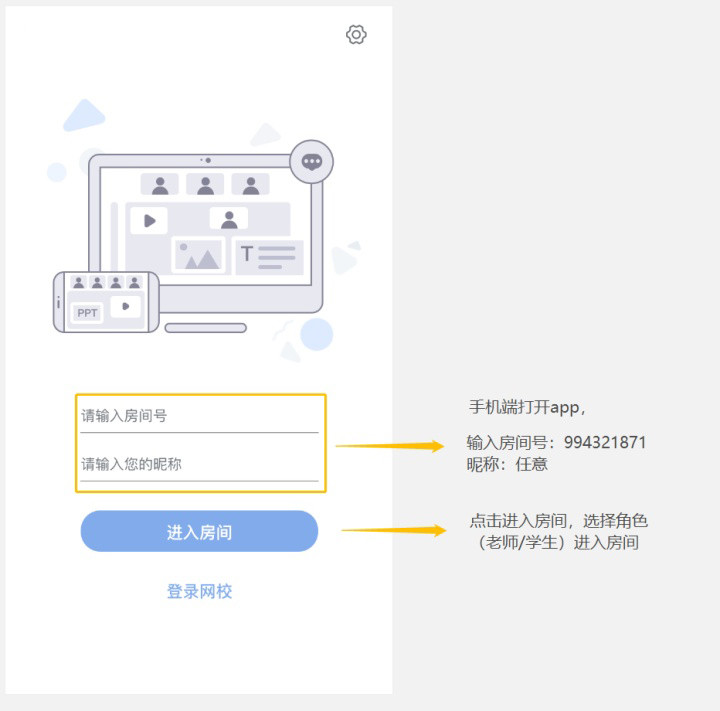 T
PPT
请输入房间号
请输入您的昵称
进入房间
登录网校
手机端打开app，
输入房间号：994321871
昵称：任意
点击进入房间，选择角色
（老师/学生）进入房间